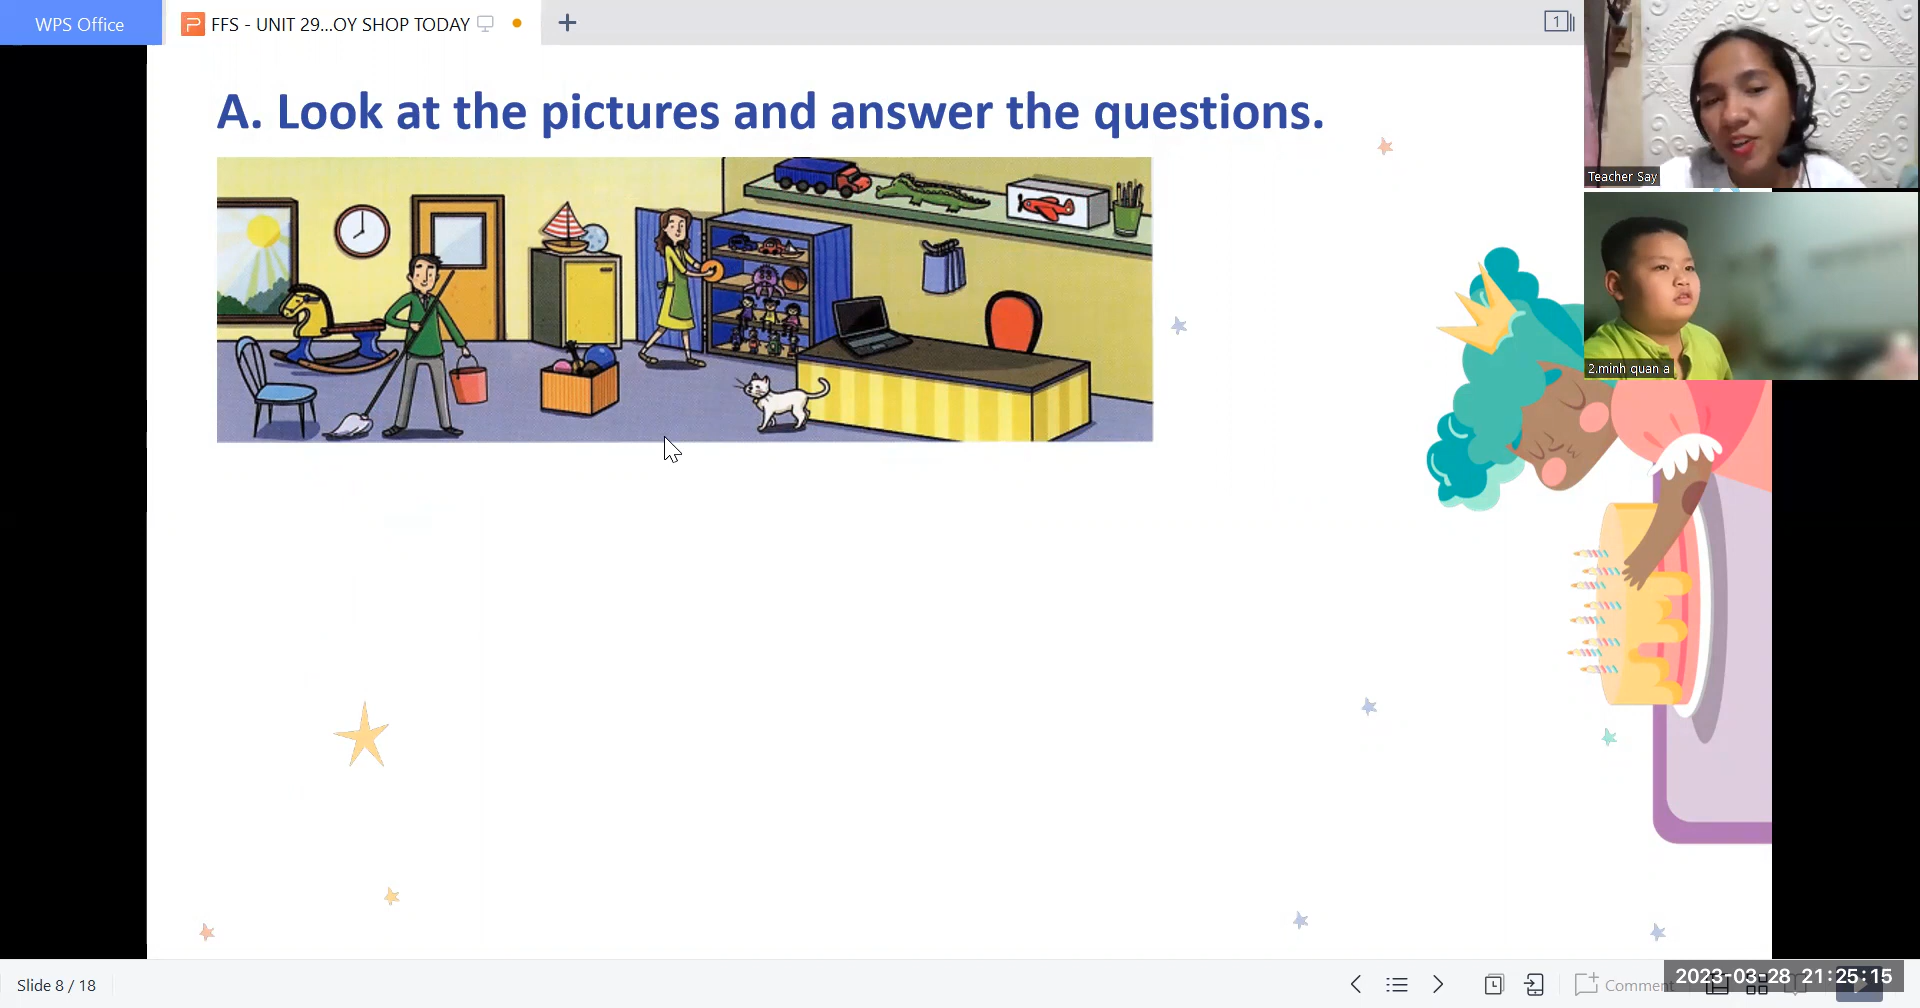 WPS Office
FFS - UNIT 29...OY SHOP TODAY
1
A. Look at the pictures and answer the questions.
Teacher Say
2.minh quan a
Slide 8 / 18
Comment
2023-03-28 21:25:15